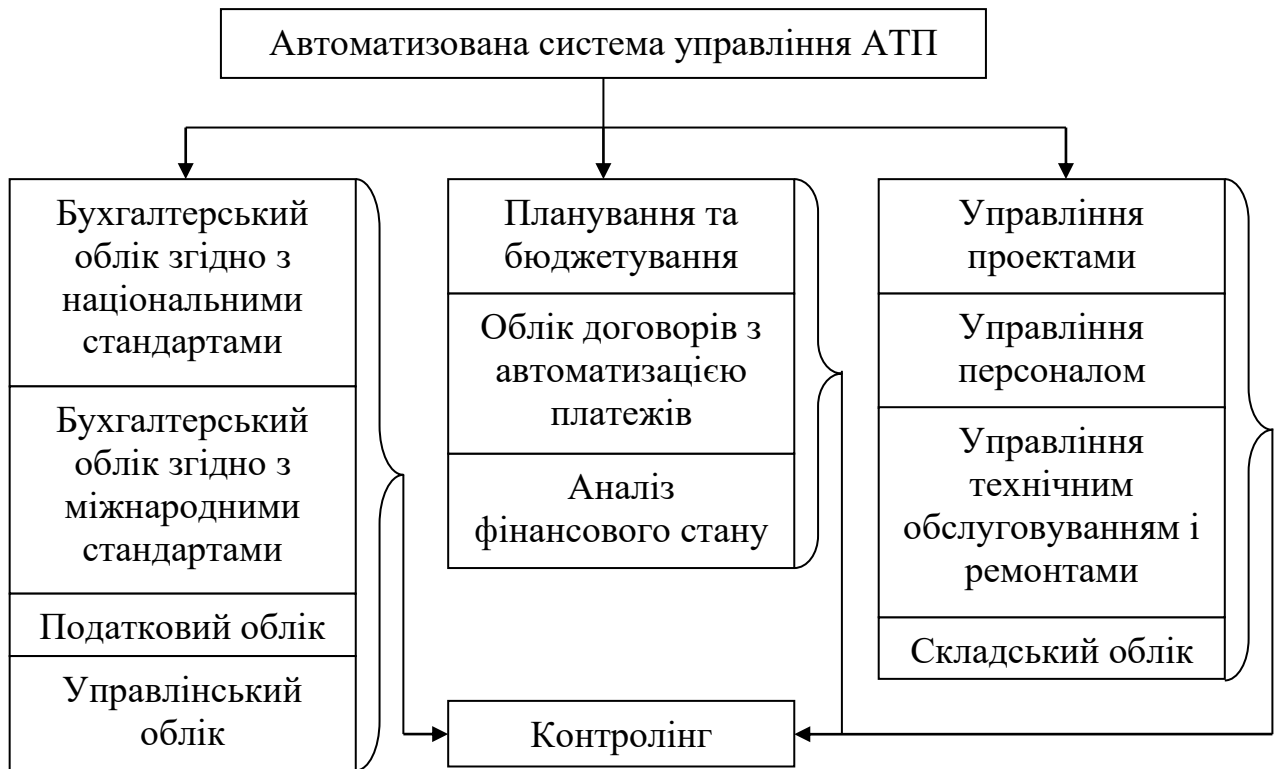 Автоматизована система управління АТП
Бухгалтерський
облік згідно з
національними
стандартами
Бухгалтерський
облік згідно з
міжнародними
стандартами
Податковий облік
Управлінський
облік
Планування та
бюджетування
Облік договорів з
автоматизацією
платежів
Аналіз
фінансового стану
Управління
проектами
Управління
персоналом
Управління
технічним
обслуговуванням і
ремонтами
Складський облік
Контролінг